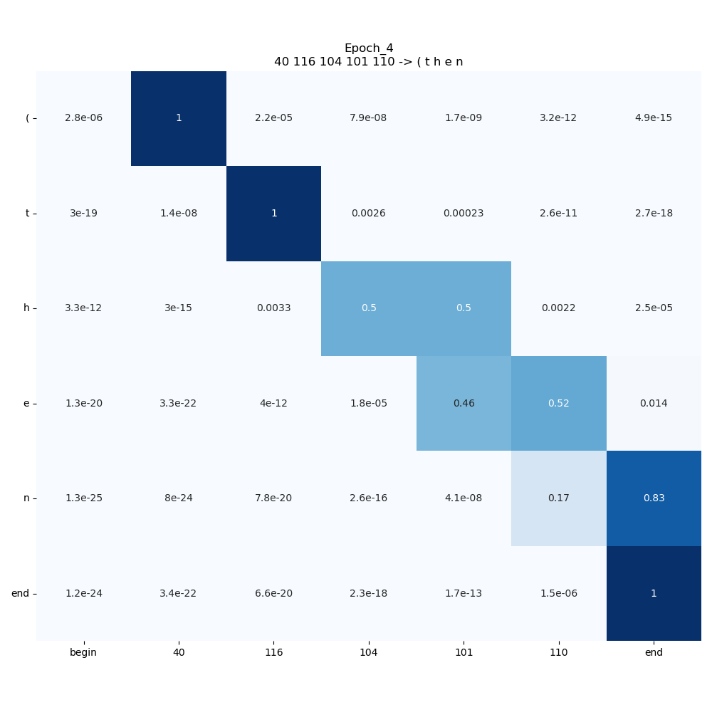 Epoch_4
40 116 104 101 110 -> ( t h e n
( 2.8e-06 1 2.2e-05 7.9e-08 1.7e-09 3.2e-12 4.9e-15
t 3e-19 1.4e-08 1 0.0026 0.00023 2.6e-11 2.7e-18
h 3.3e-12 3e-15 0.0033 0.5 0.5 0.0022 2.5e-05
e 1.3e-20 3.3e-22 4e-12 1.8e-05 0.46 0.52 0.014
n 1.3e-25 8e-24 7.8e-20 2.6e-16 4.1e-08 0.17 0.83
end 1.2e-24 3.4e-22 6.6e-20 2.3e-18 1.7e-13 1.5e-06 1
begin 40 116 104 101 110 end